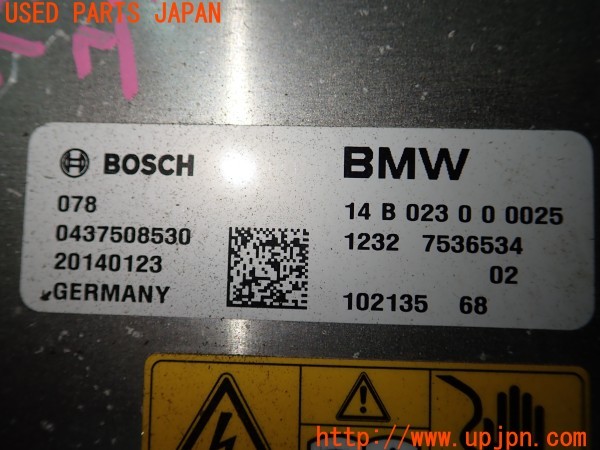 USED PARTS JAPAN
BOSCH
BMW
078
14 B 023 0 0 0025
0437508530
1232 7536534
20140123
02
GERMANY
102135 68
http://www.upjpn.com/